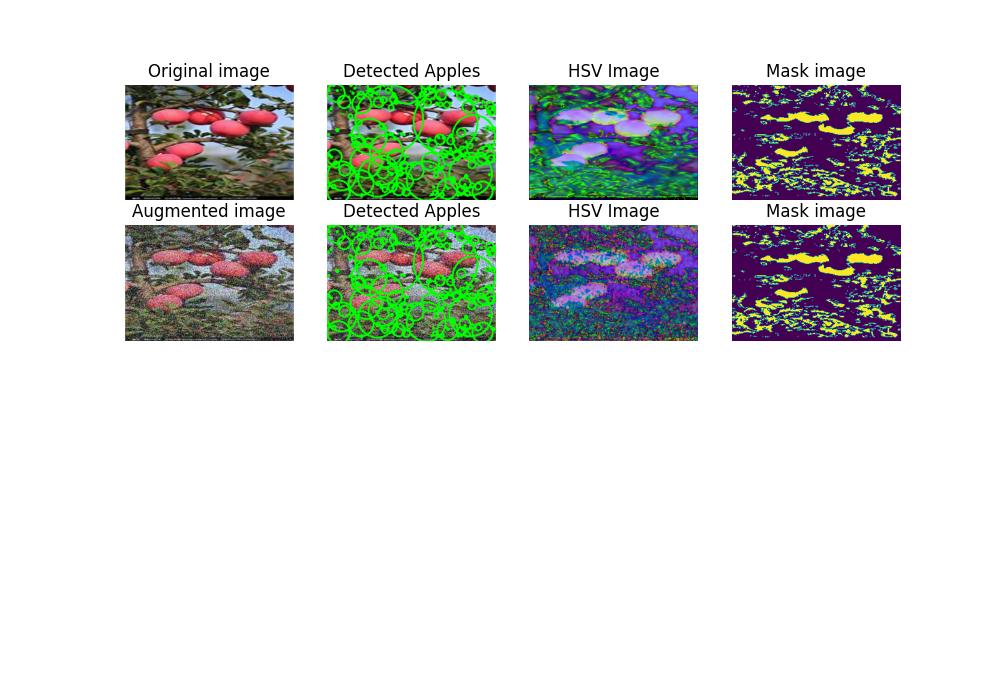 Original image
Detected Apples
HSV Image
Mask image
Augmented image
Detected Apples
HSV Image
Mask image